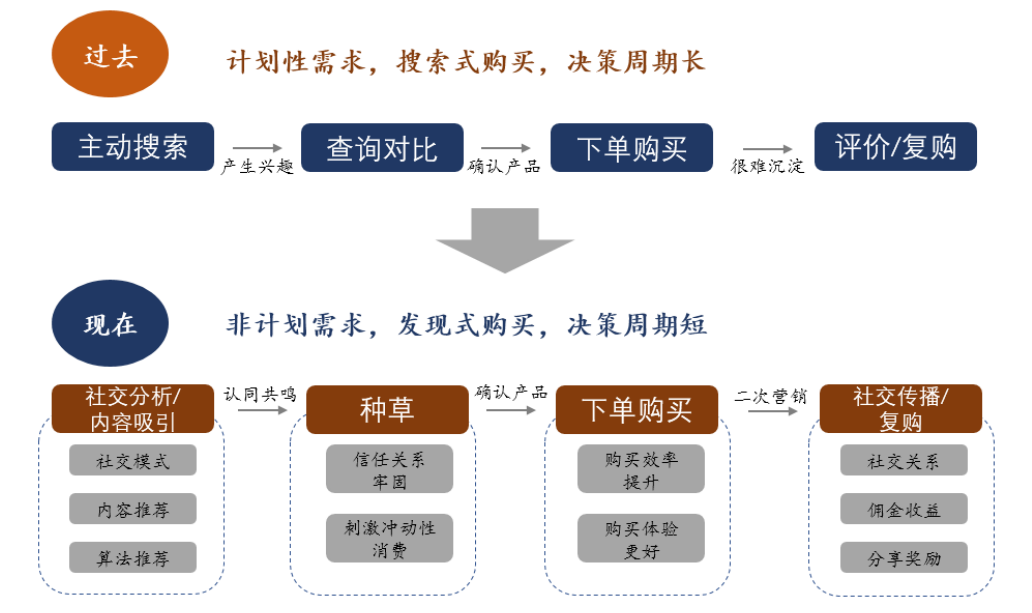 过去
计划性需求，搜索式购买，决策周期长
主动搜索
产生兴趣
查询对比
确认产品
下单购买
很难沉淀
评价/复购
现在
非计划需求，发现式购买，决策周期短
社交分析/
内容吸引
认同共鸣
种草
确认产品
下单购买
二次营销
社交传播/
复购
社交模式
内容推荐
算法推荐
信任关系
牢固
刺激冲动性
消费
购买效率
提升
购买体验
更好
社交关系
佣金收益
分享奖励